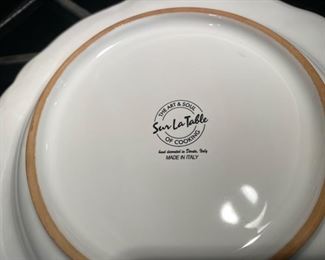 THE ART & SOUL
Sur La Table
OF COOKING
hand decorated in Deruta, Italy
MADE IN ITALY